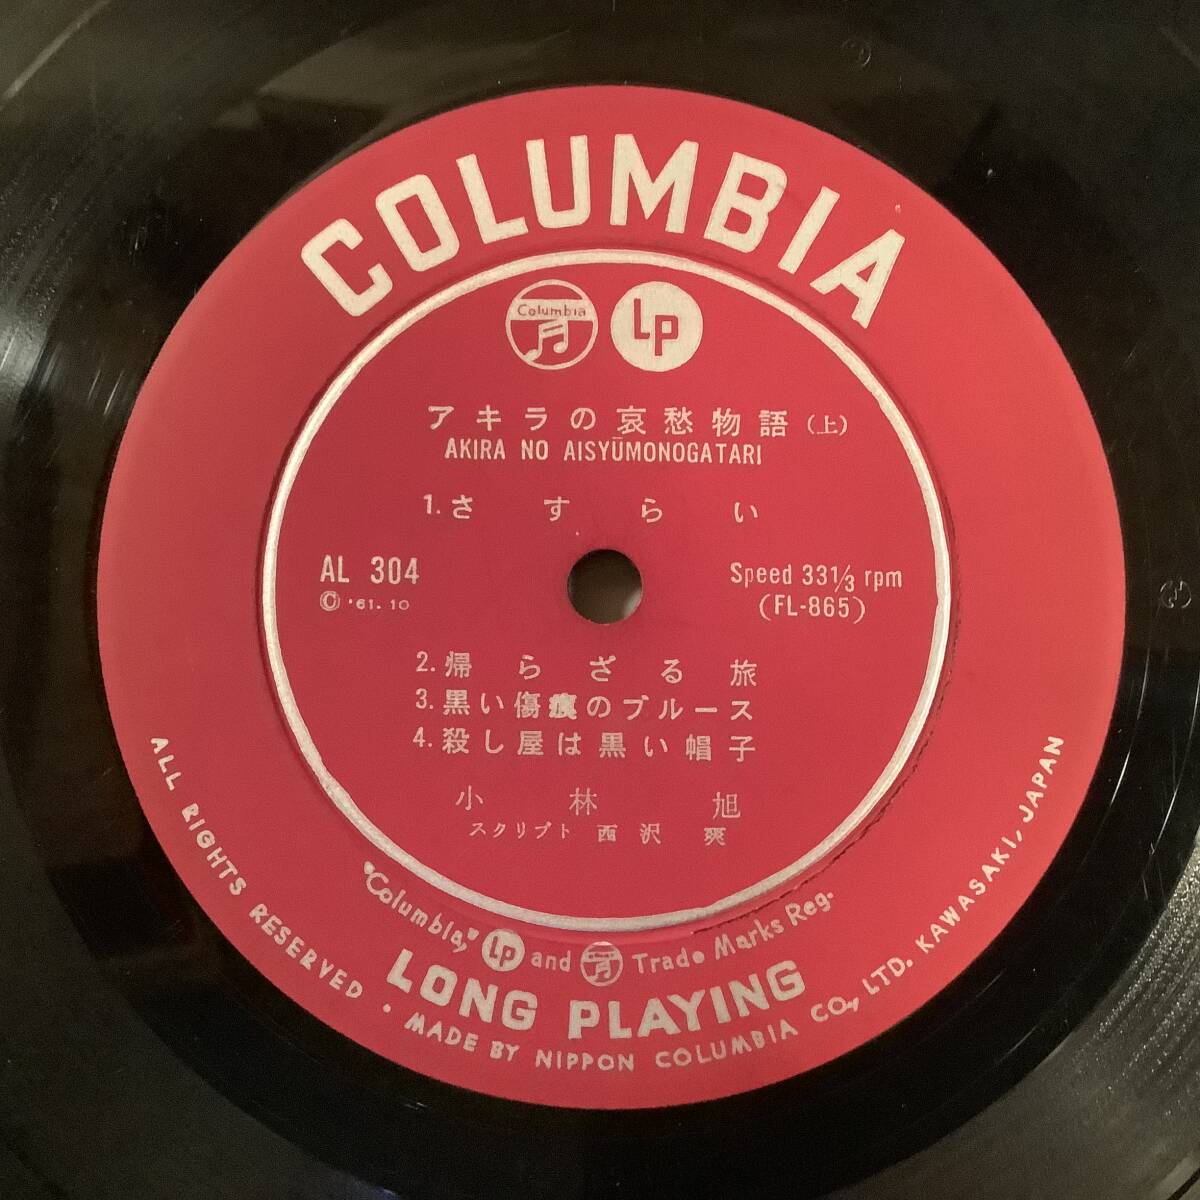 COLUMBIA
Columbia LP
アキラの哀愁物語(上)
AKIRA NO AISYŪMONOGATARI
1.さすらい
AL 304
© '61.10
Speed 33 1/3 rpm
(FL-865)
2.帰らざる旅
3.黒い傷痕のブルース
4.殺し屋は黒い帽子
小林旭
スクリプト 西沢爽
"Columbia," LP and Trade Marks Reg.
LONG PLAYING
ALL RIGHTS RESERVED • MADE BY NIPPON COLUMBIA CO., LTD. KAWASAKI, JAPAN